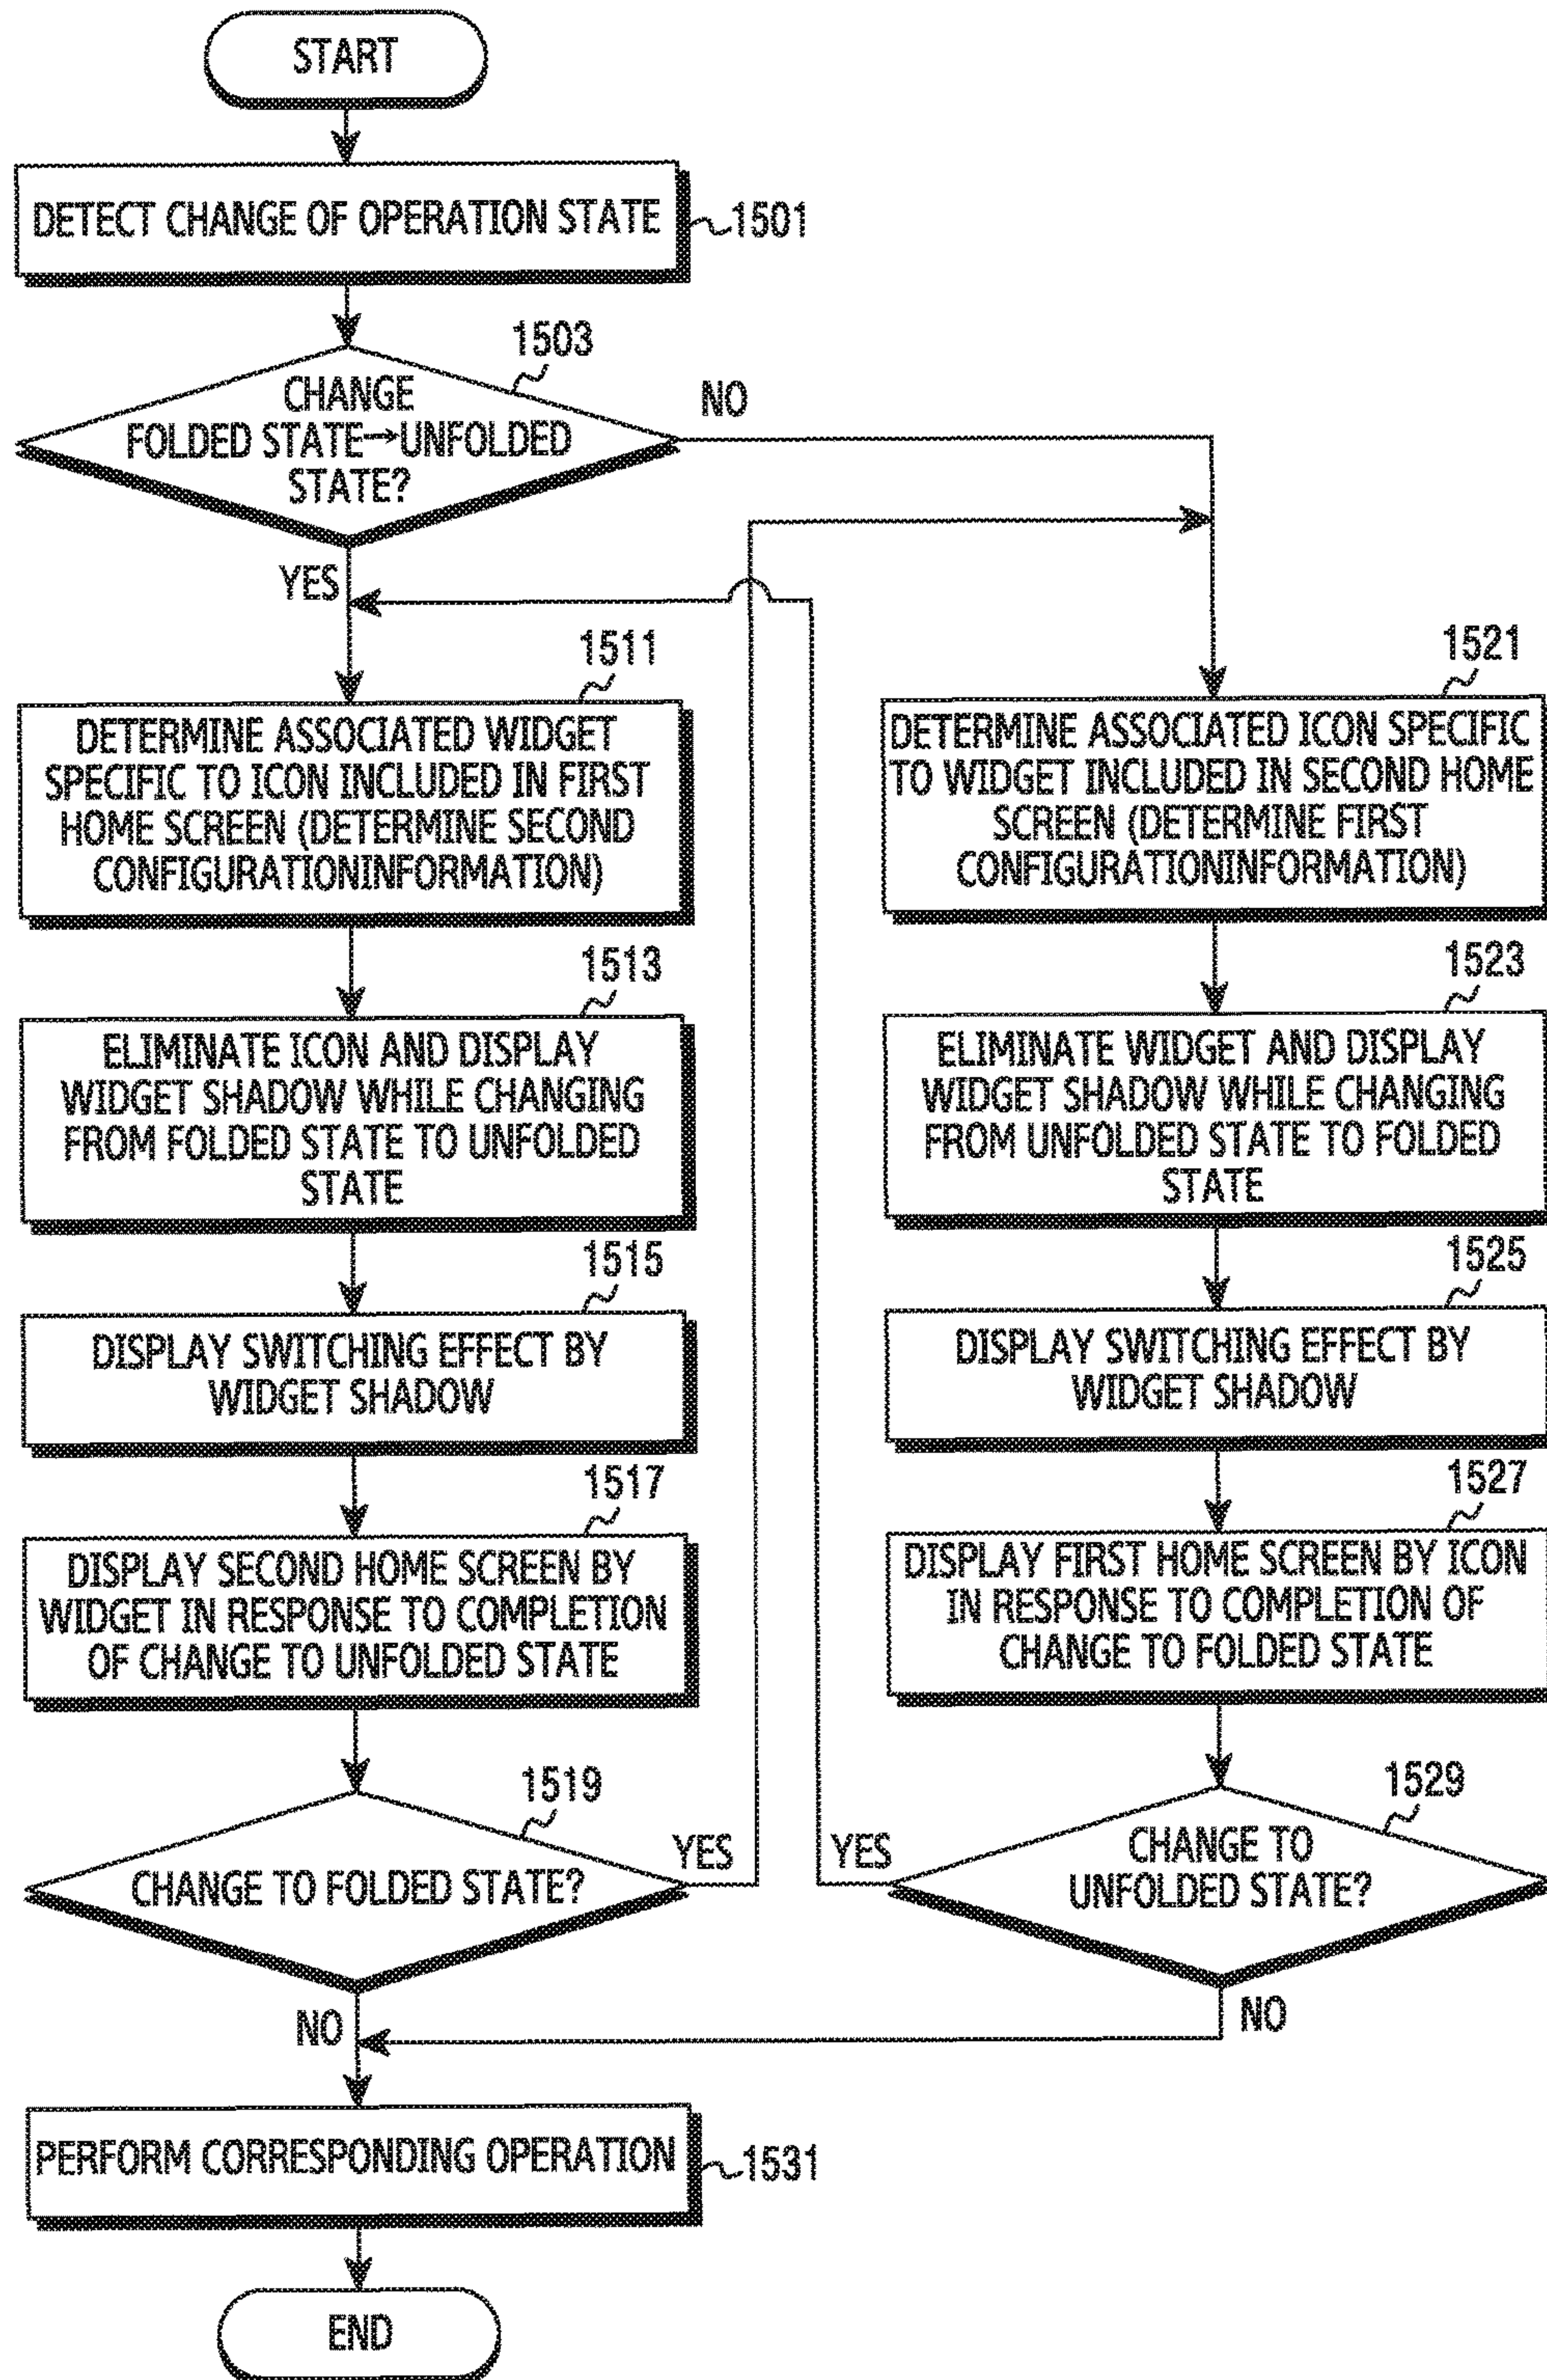 START
DETECT CHANGE OF OPERATION STATE
1501
1503
CHANGE
FOLDED STATE→UNFOLDED
STATE?
NO
YES
1511
DETERMINE ASSOCIATED WIDGET
SPECIFIC TO ICON INCLUDED IN FIRST
HOME SCREEN (DETERMINE SECOND
CONFIGURATIONINFORMATION)
1513
ELIMINATE ICON AND DISPLAY
WIDGET SHADOW WHILE CHANGING
FROM FOLDED STATE TO UNFOLDED
STATE
1515
DISPLAY SWITCHING EFFECT BY
WIDGET SHADOW
1517
DISPLAY SECOND HOME SCREEN BY
WIDGET IN RESPONSE TO COMPLETION
OF CHANGE TO UNFOLDED STATE
1519
CHANGE TO FOLDED STATE?
YES
NO
1521
DETERMINE ASSOCIATED ICON SPECIFIC
TO WIDGET INCLUDED IN SECOND HOME
SCREEN (DETERMINE FIRST
CONFIGURATIONINFORMATION)
1523
ELIMINATE WIDGET AND DISPLAY
WIDGET SHADOW WHILE CHANGING
FROM UNFOLDED STATE TO FOLDED
STATE
1525
DISPLAY SWITCHING EFFECT BY
WIDGET SHADOW
1527
DISPLAY FIRST HOME SCREEN BY ICON
IN RESPONSE TO COMPLETION OF
CHANGE TO FOLDED STATE
1529
CHANGE TO
UNFOLDED STATE?
YES
NO
PERFORM CORRESPONDING OPERATION
1531
END